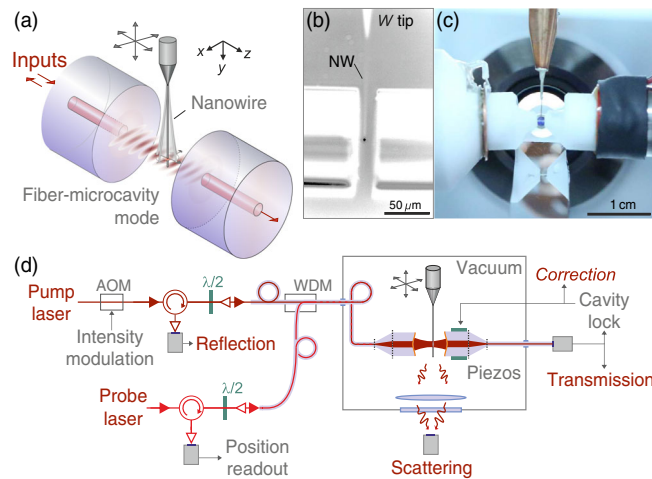 (a)
x
y
z
Inputs
Nanowire
Fiber-microcavity
mode
(b)
W tip
NW
50 µm
(c)
1 cm
(d)
Pump
laser
AOM
Intensity
modulation
λ/2
Reflection
WDM
Vacuum
Correction
Cavity
lock
Piezos
Transmission
Probe
laser
λ/2
Position
readout
Scattering